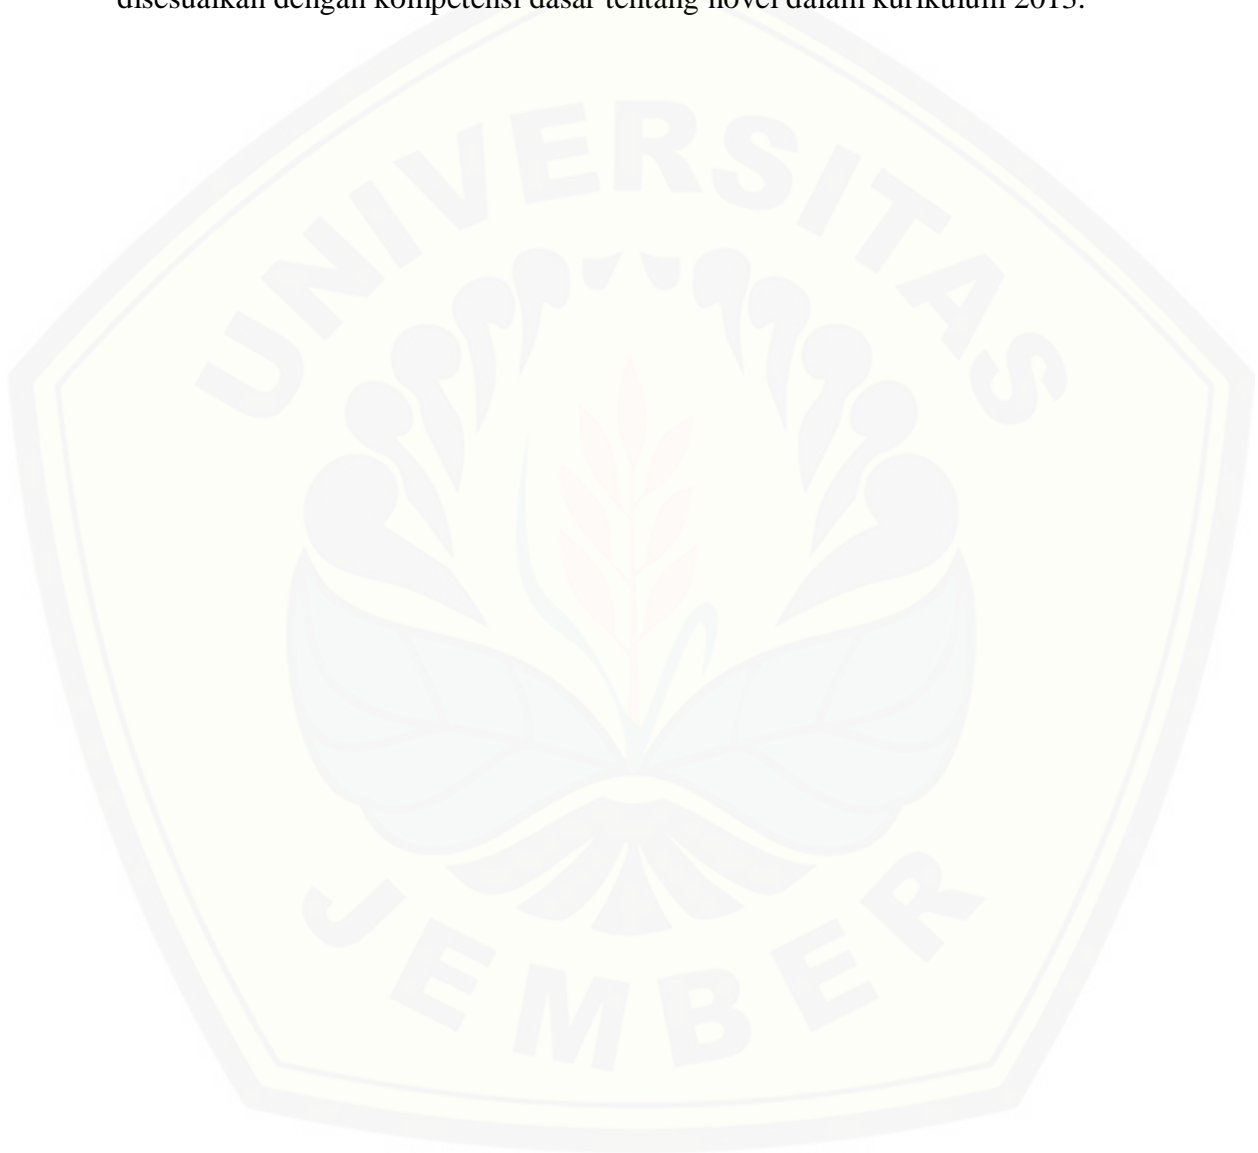 disesuaikan dengan kompetensi dasar tentang novel dalam kurikulum 2013.
UNIVERSITAS
JEMBER